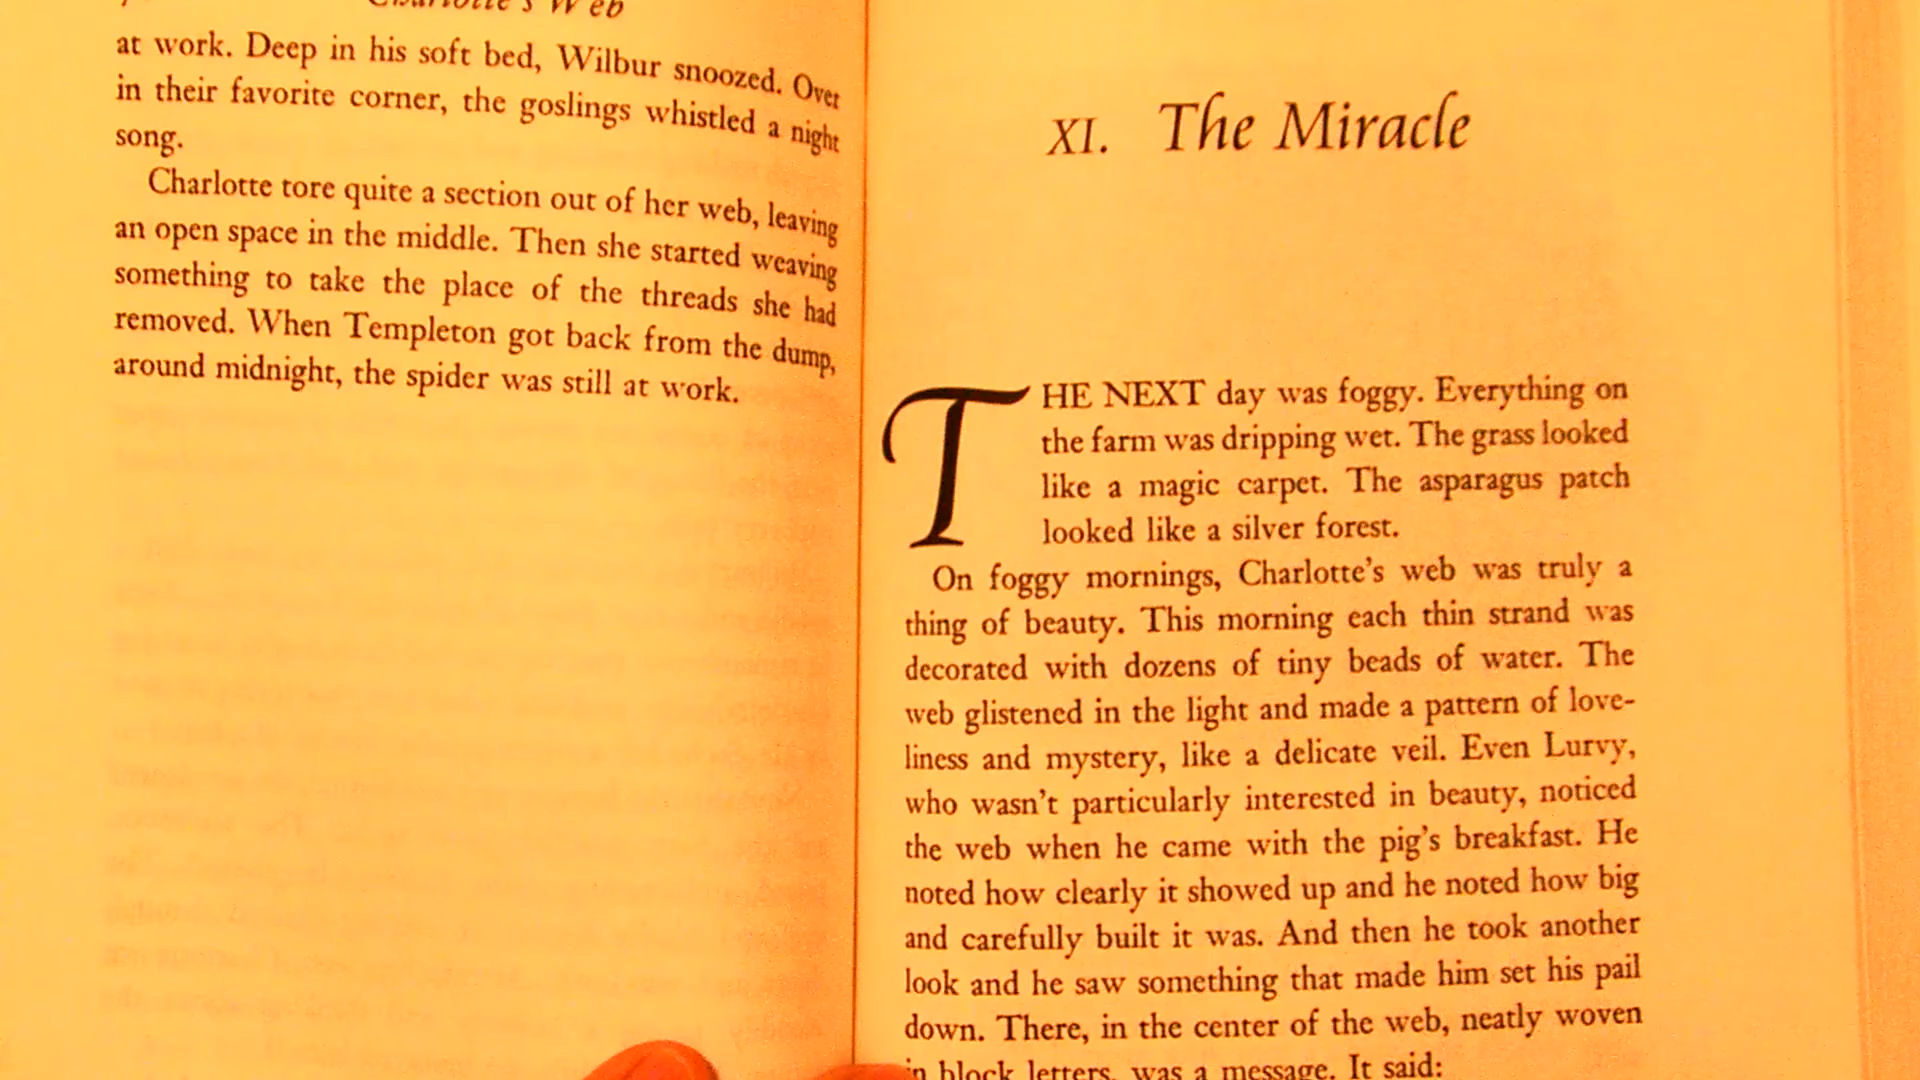 Charlotte's Web
at work. Deep in his soft bed, Wilbur snoozed. Over
in their favorite corner, the goslings whistled a night
song.
Charlotte tore quite a section out of her web, leaving
an open space in the middle. Then she started weaving
something to take the place of the threads she had
removed. When Templeton got back from the dump,
around midnight, the spider was still at work.
XI. The Miracle
THE NEXT day was foggy. Everything on
the farm was dripping wet. The grass looked
like a magic carpet. The asparagus patch
looked like a silver forest.
On foggy mornings, Charlotte's web was truly a
thing of beauty. This morning each thin strand was
decorated with dozens of tiny beads of water. The
web glistened in the light and made a pattern of love-
liness and mystery, like a delicate veil. Even Lurvy,
who wasn't particularly interested in beauty, noticed
the web when he came with the pig's breakfast. He
noted how clearly it showed up and he noted how big
and carefully built it was. And then he took another
look and he saw something that made him set his pail
down. There, in the center of the web, neatly woven
in block letters, was a message. It said: